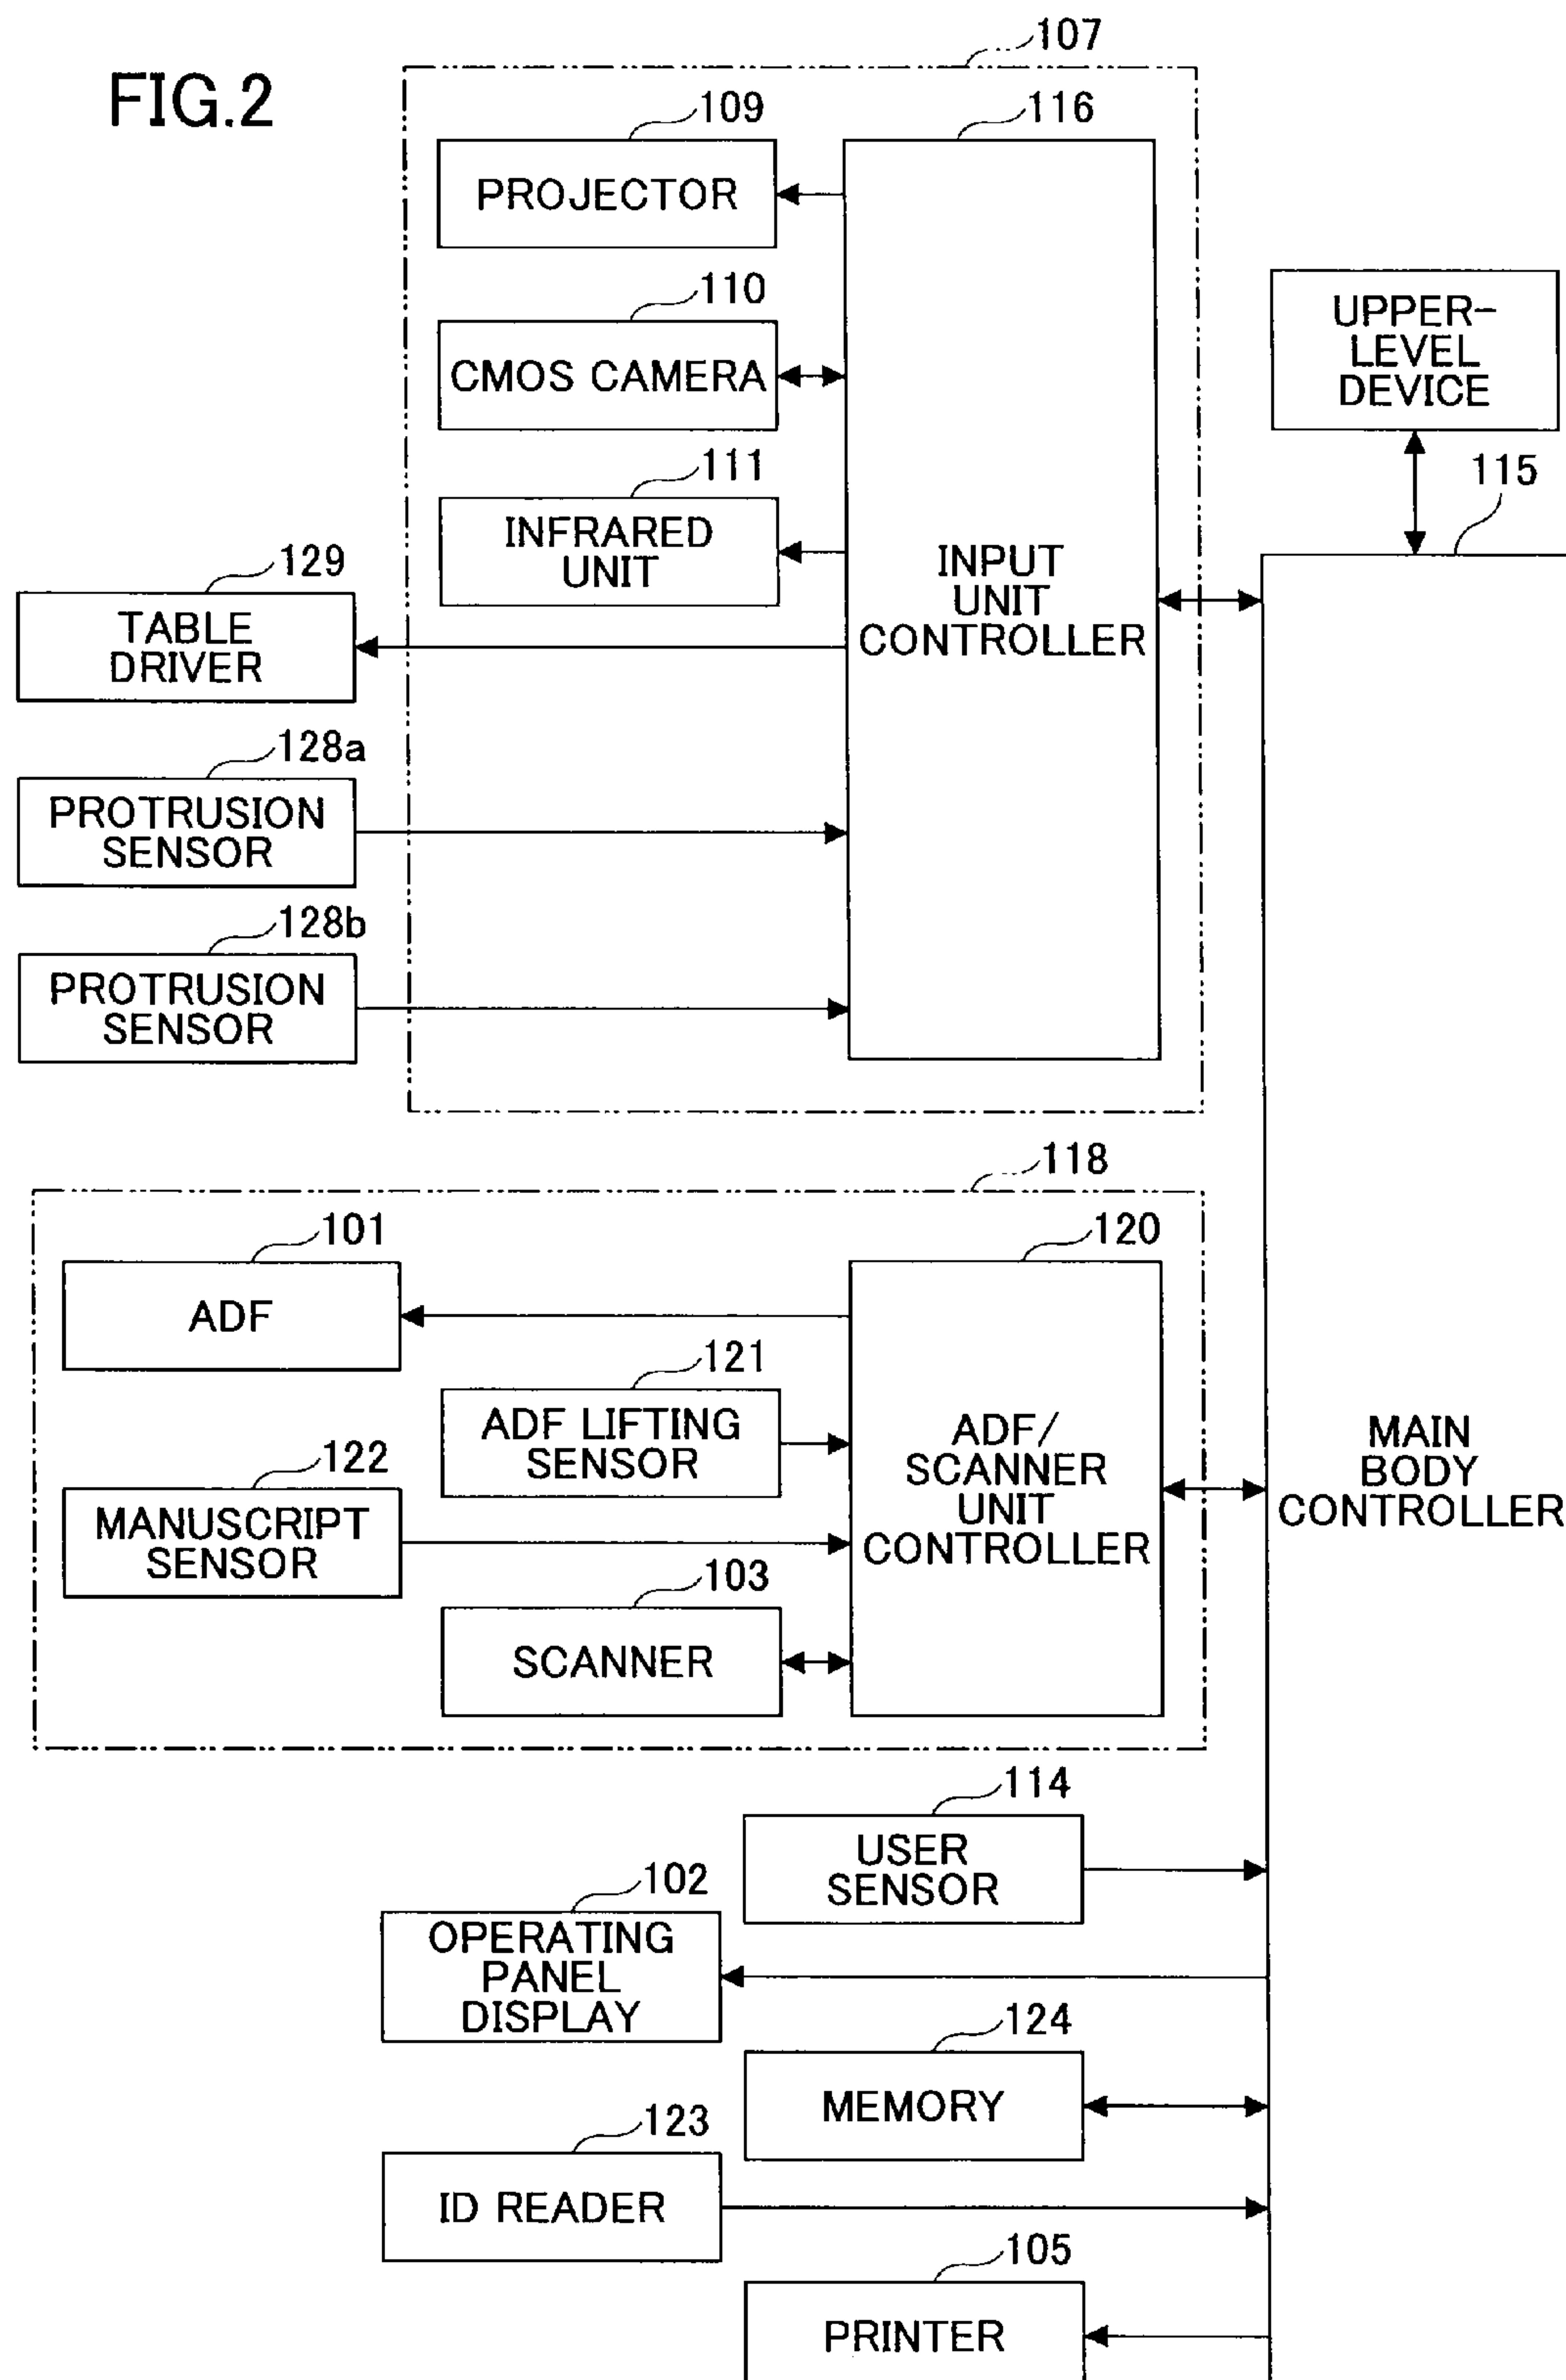 FIG.2
107
109
116
PROJECTOR
110
CMOS CAMERA
UPPER-
LEVEL
DEVICE
111
115
INFRARED
UNIT
INPUT
UNIT
CONTROLLER
129
TABLE
DRIVER
128a
PROTRUSION
SENSOR
128b
PROTRUSION
SENSOR
118
101
120
ADF
121
ADF LIFTING
SENSOR
ADF/
SCANNER
UNIT
CONTROLLER
MAIN
BODY
CONTROLLER
122
MANUSCRIPT
SENSOR
103
SCANNER
114
USER
SENSOR
102
OPERATING
PANEL
DISPLAY
124
MEMORY
123
ID READER
105
PRINTER